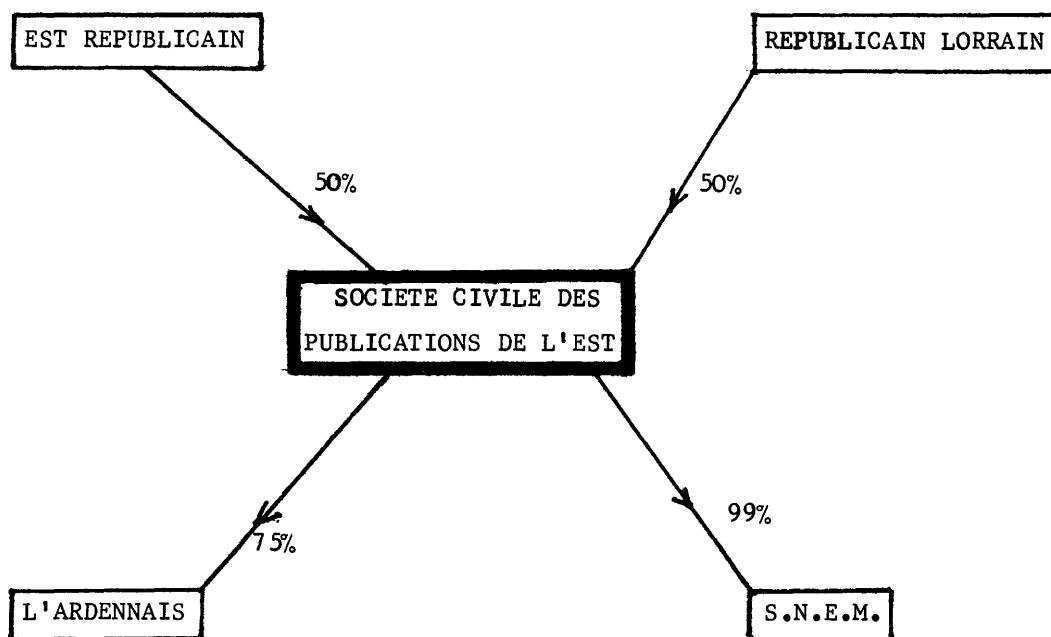 EST REPUBLICAIN
REPUBLICAIN LORRAIN
50%
50%
SOCIETE CIVILE DES
PUBLICATIONS DE L'EST
99%
75%
L'ARDENNAIS
S.N.E.M.